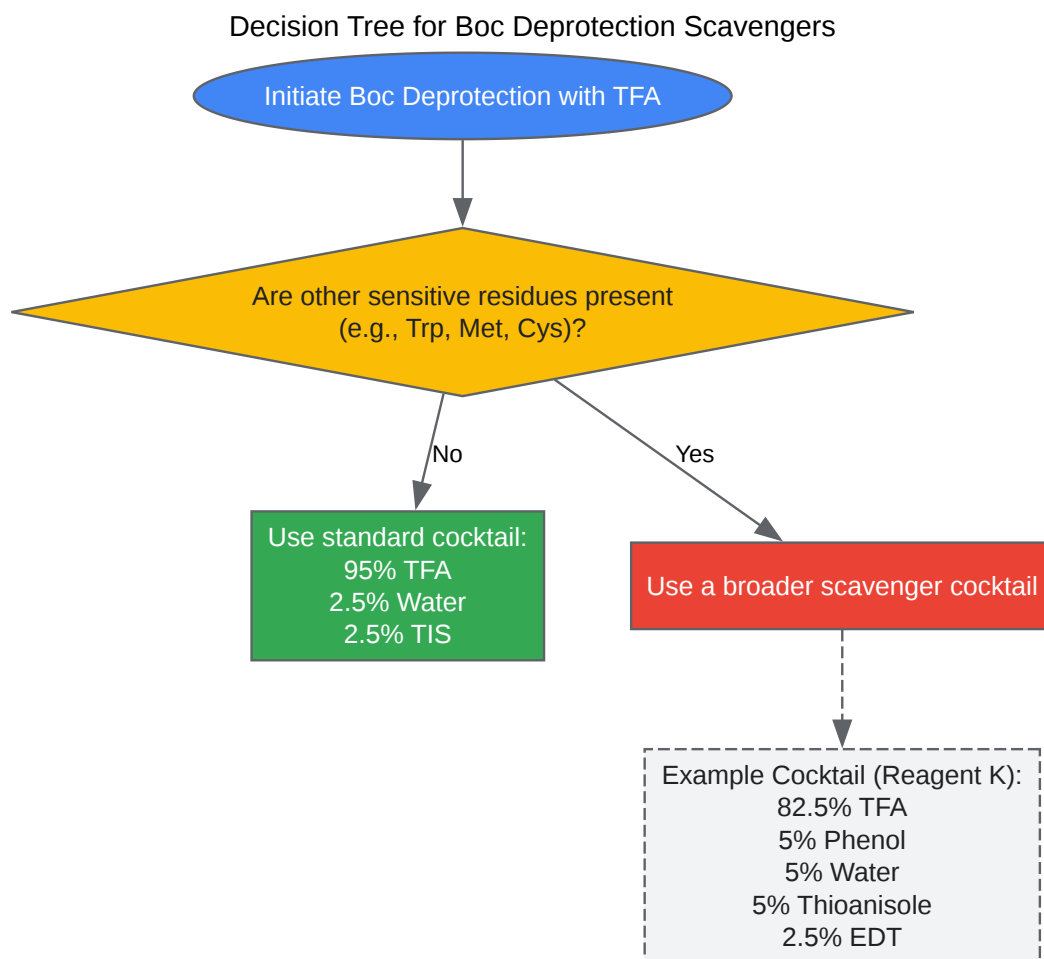 Decision Tree for Boc Deprotection Scavengers
Initiate Boc Deprotection with TFA
Are other sensitive residues present
(e.g., Trp, Met, Cys)?
No
Yes
Use standard cocktail:
95% TFA
2.5% Water
2.5% TIS
Use a broader scavenger cocktail
Example Cocktail (Reagent K):
82.5% TFA
5% Phenol
5% Water
5% Thioanisole
2.5% EDT